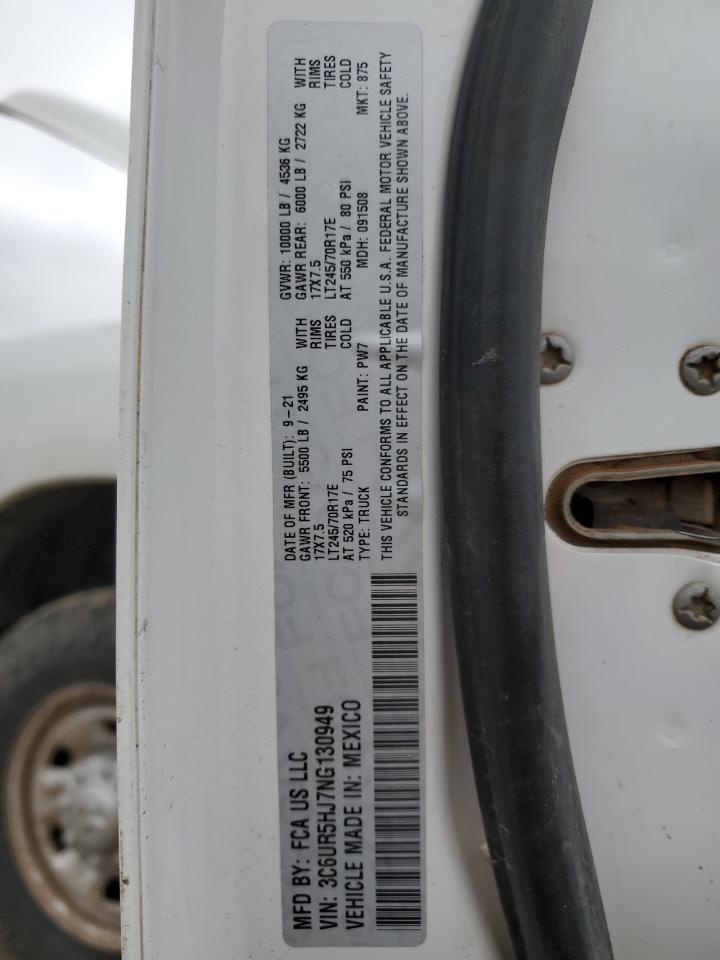 MFD BY: FCA US LLC
VIN: 3C6UR5HJ7NG130949
VEHICLE MADE IN: MEXICO
DATE OF MFR (BUILT): 9-21 GVWR: 10000 LB / 4536 KG
GAWR FRONT: 5500 LB / 2495 KG WITH GAWR REAR: 6000 LB / 2722 KG WITH
17X7.5 RIMS 17X7.5 RIMS
LT245/70R17E TIRES LT245/70R17E TIRES
AT 520 kPa / 75 PSI COLD AT 550 kPa / 80 PSI COLD
TYPE: TRUCK PAINT: PW7 MDH: 091508 MKT: 875
THIS VEHICLE CONFORMS TO ALL APPLICABLE U.S.A. FEDERAL MOTOR VEHICLE SAFETY
STANDARDS IN EFFECT ON THE DATE OF MANUFACTURE SHOWN ABOVE.